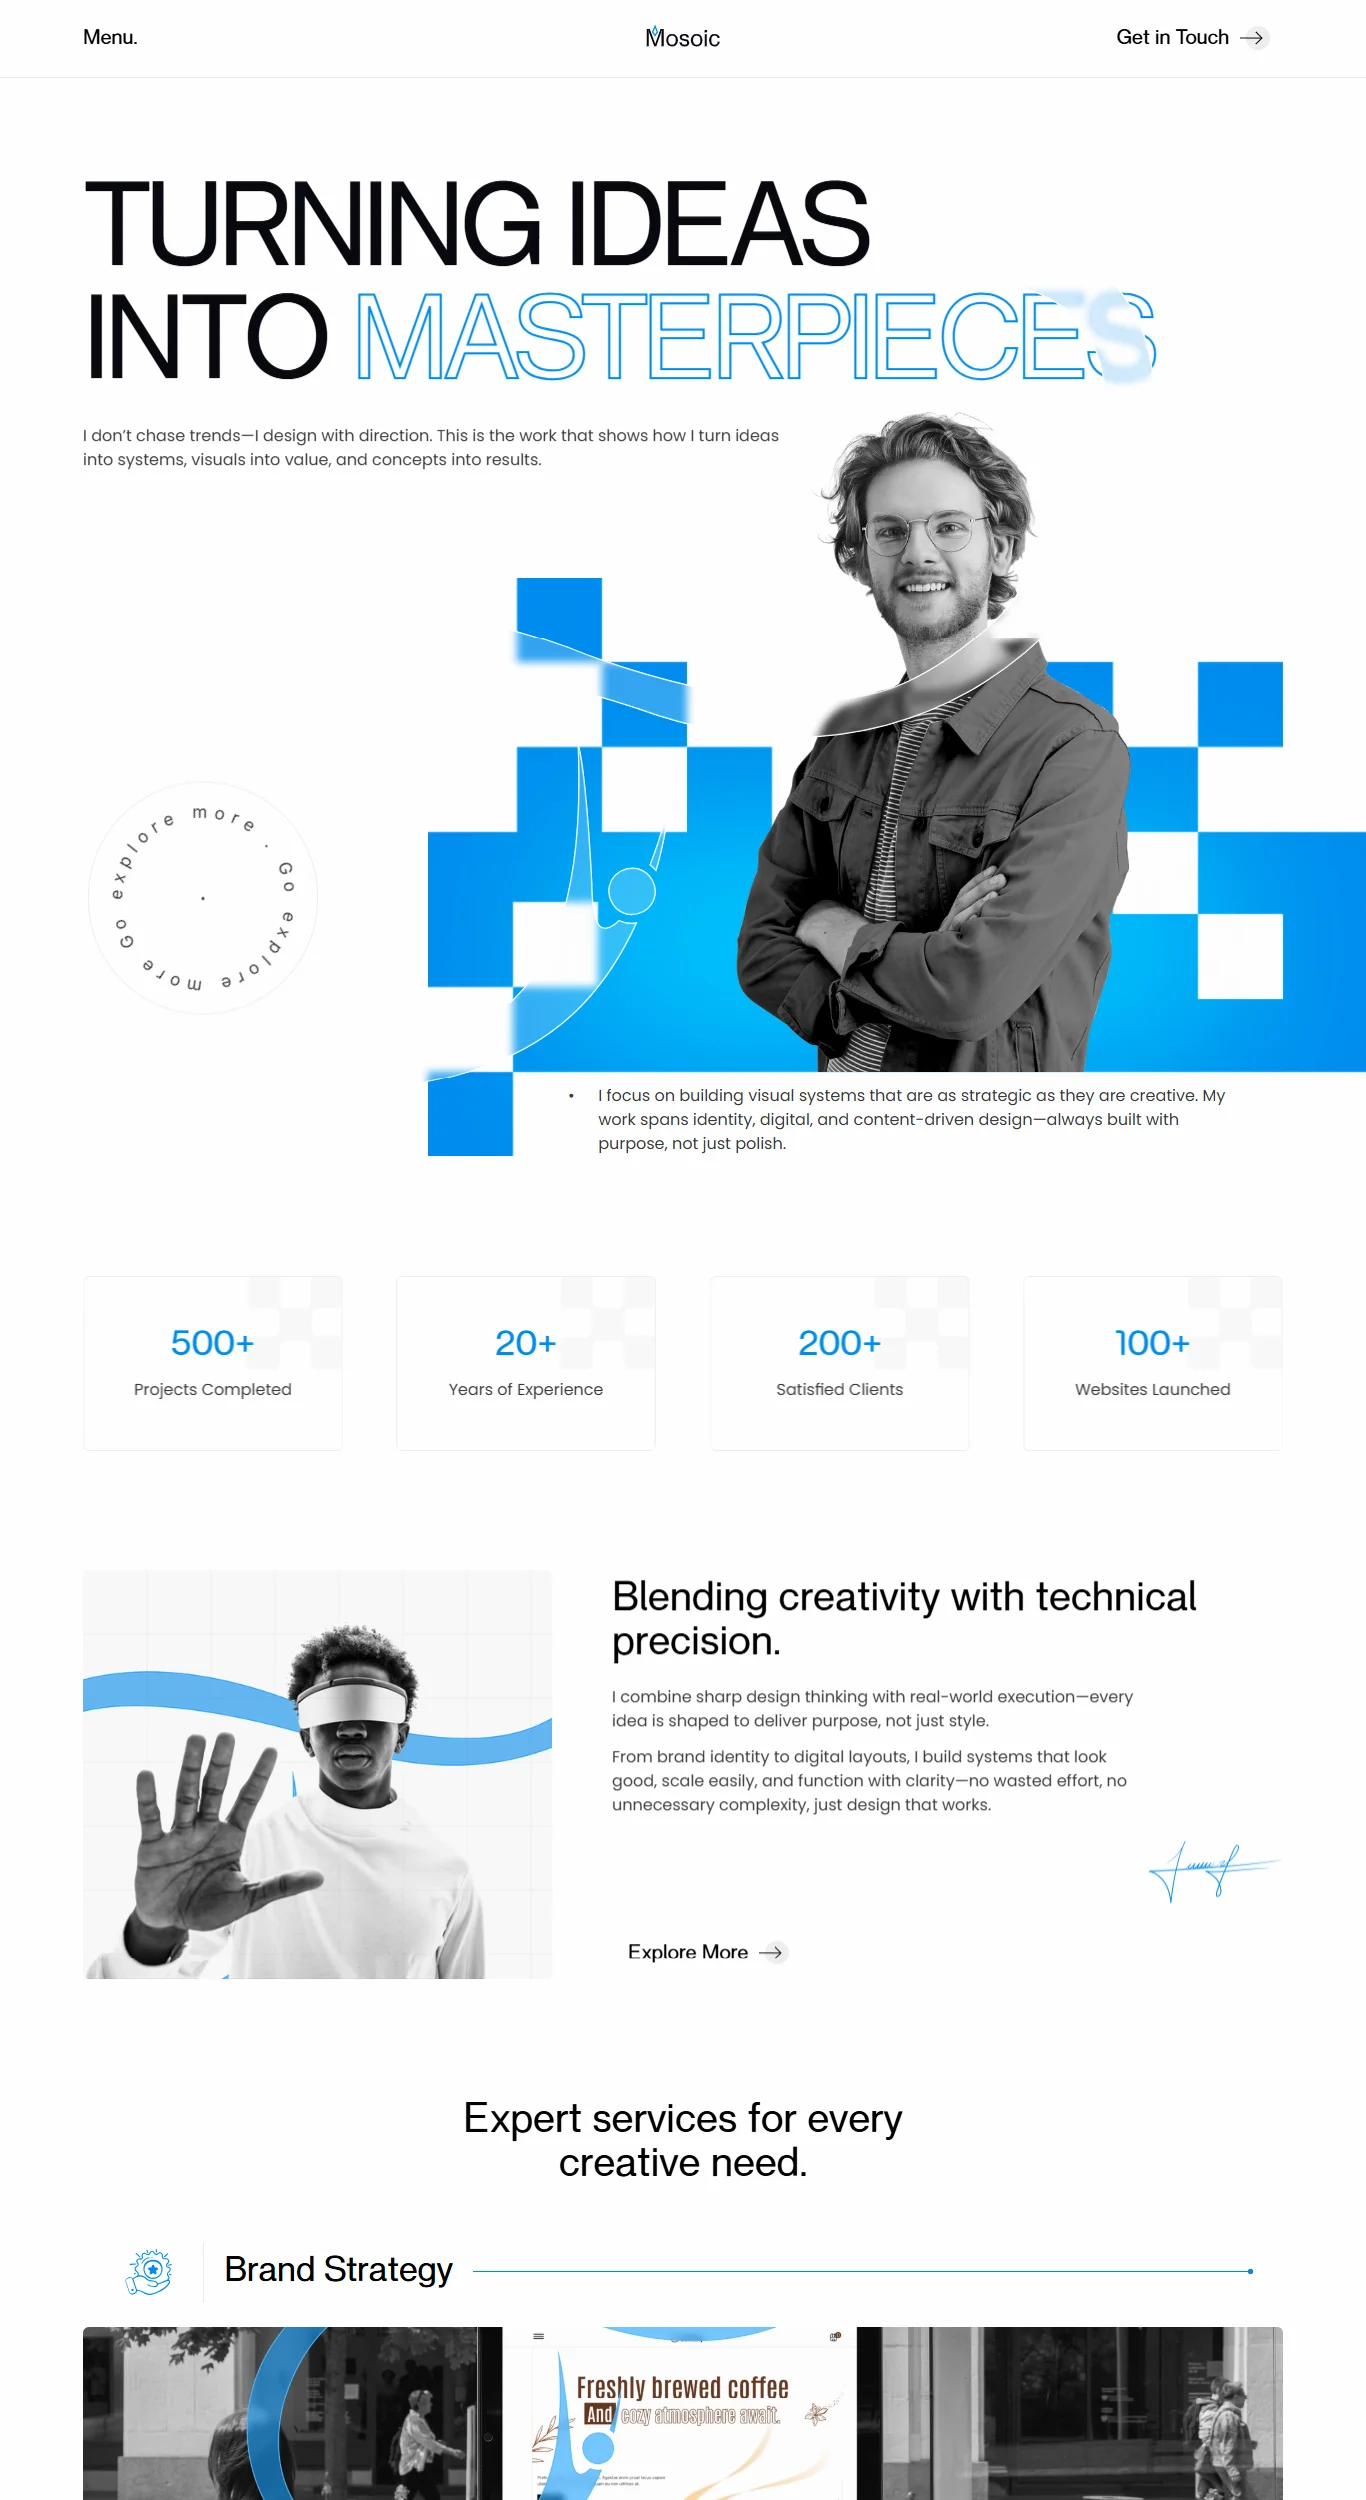 Menu.
Mosoic
Get in Touch
TURNING IDEAS
INTO MASTERPIECES
I don’t chase trends—I design with direction. This is the work that shows how I turn ideas
into systems, visuals into value, and concepts into results.
Go explore more . Go explore more
• I focus on building visual systems that are as strategic as they are creative. My
work spans identity, digital, and content-driven design—always built with
purpose, not just polish.
500+
Projects Completed
20+
Years of Experience
200+
Satisfied Clients
100+
Websites Launched
Blending creativity with technical
precision.
I combine sharp design thinking with real-world execution—every
idea is shaped to deliver purpose, not just style.
From brand identity to digital layouts, I build systems that look
good, scale easily, and function with clarity—no wasted effort, no
unnecessary complexity, just design that works.
Explore More
Expert services for every
creative need.
Brand Strategy
Freshly brewed coffee
And cozy atmosphere await.